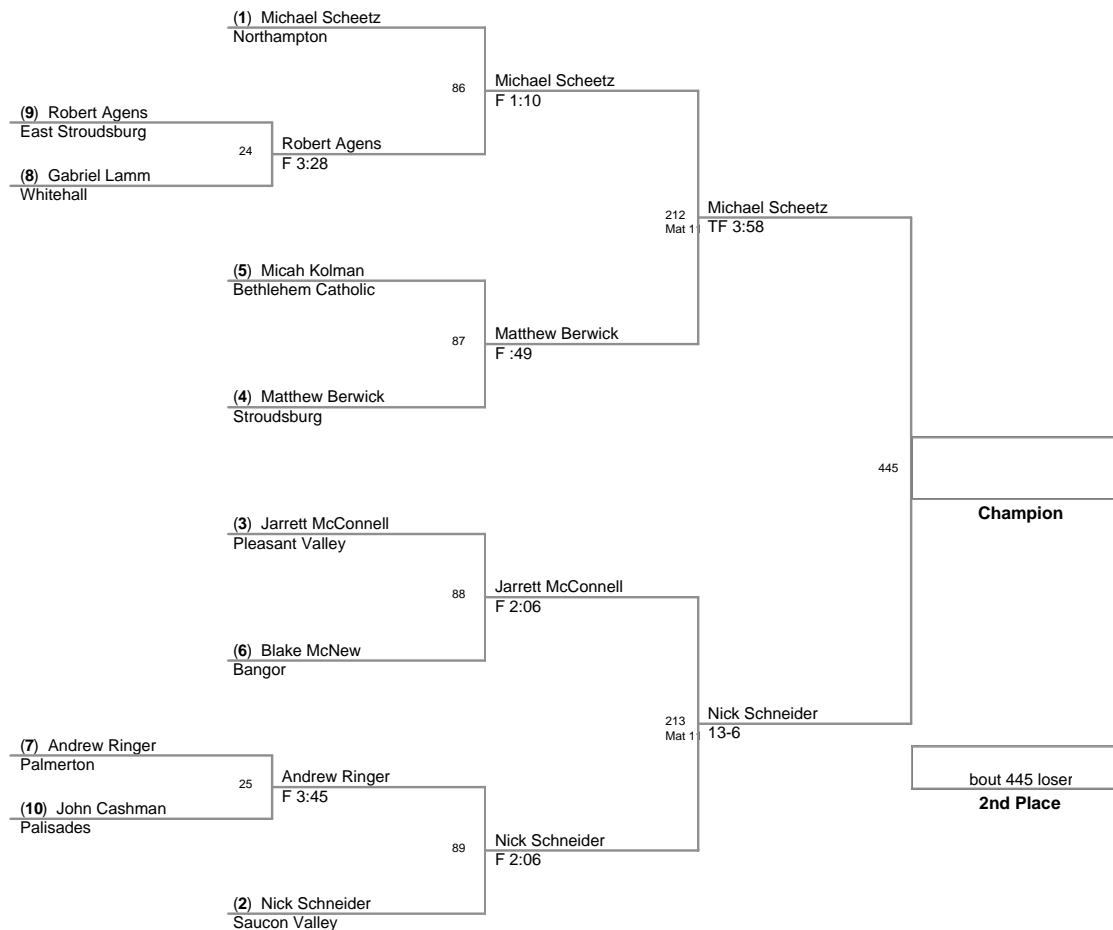 (1) Michael Scheetz
Northampton
86
Michael Scheetz
F 1:10
(9) Robert Agens
East Stroudsburg
24
Robert Agens
F 3:28
(8) Gabriel Lamm
Whitehall
212
Mat 11
Michael Scheetz
TF 3:58
(5) Micah Kolman
Bethlehem Catholic
87
Matthew Berwick
F :49
(4) Matthew Berwick
Stroudsburg
445
Champion
(3) Jarrett McConnell
Pleasant Valley
88
Jarrett McConnell
F 2:06
(6) Blake McNew
Bangor
213
Mat 11
Nick Schneider
13-6
(7) Andrew Ringer
Palmerton
25
Andrew Ringer
F 3:45
(10) John Cashman
Palisades
bout 445 loser
2nd Place
89
Nick Schneider
F 2:06
(2) Nick Schneider
Saucon Valley